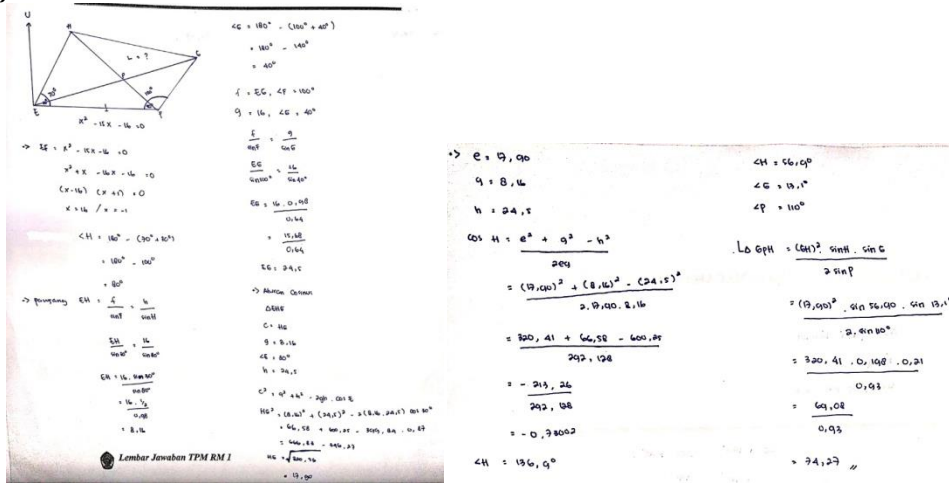 U
H
G
L = ?
P
70°
E
F
x² - 15x - 16 = 0
=> EF = x² - 15x - 16 = 0
x² + x - 16x - 16 = 0
(x-16) (x+1) = 0
x = 16 / x = -1
∠H = 180° - (70° + 30°)
= 180° - 100°
= 80°
=> panjang EH = f/sin F = h/sin H
EH/sin 30° = 16/sin 80°
EH = 16 . sin 30°/sin 80°
= 16 . ½/0,98
= 8,16
Lembar Jawaban TPM RM 1
∠G = 180° - (100° + 40°)
= 180° - 140°
= 40°
f = EG, ∠F = 100°
g = 16, ∠G = 40°
f/sin F = g/sin G
EG/sin 100° = 16/sin 40°
EG = 16 . 0,98/0,64
= 15,68/0,64
EG = 24,5
=> Aturan Cosinus
ΔEHG
C = HG
g = 8,16
∠E = 30°
h = 24,5
c² = g² + h² - 2gh . cos E
HG² = (8,16)² + (24,5)² - 2(8,16 . 24,5) cos 30°
= 66,58 + 600,25 - 399,84 . 0,87
= 666,83 - 346,27
HG =
= 17,90
=> e = 17,90
g = 8,16
h = 24,5
cos H = e² + g² - h²/2eg
= (17,90)² + (8,16)² - (24,5)²/2 . 17,90 . 8,16
= 320,41 + 66,58 - 600,25/292,128
= - 213,26/292,128
= -0,73002
∠H = 136,9°
∠H = 56,9°
∠G = 13,1°
∠P = 110°
L∆ GPH = (GH)² . sin H . sin G/2 sin P
= (17,90)² . sin 56,90 . sin 13,1/2 . sin 110°
= 320,41 . 0,198 . 0,21/0,93
= 69,08/0,93
= 74,27 //